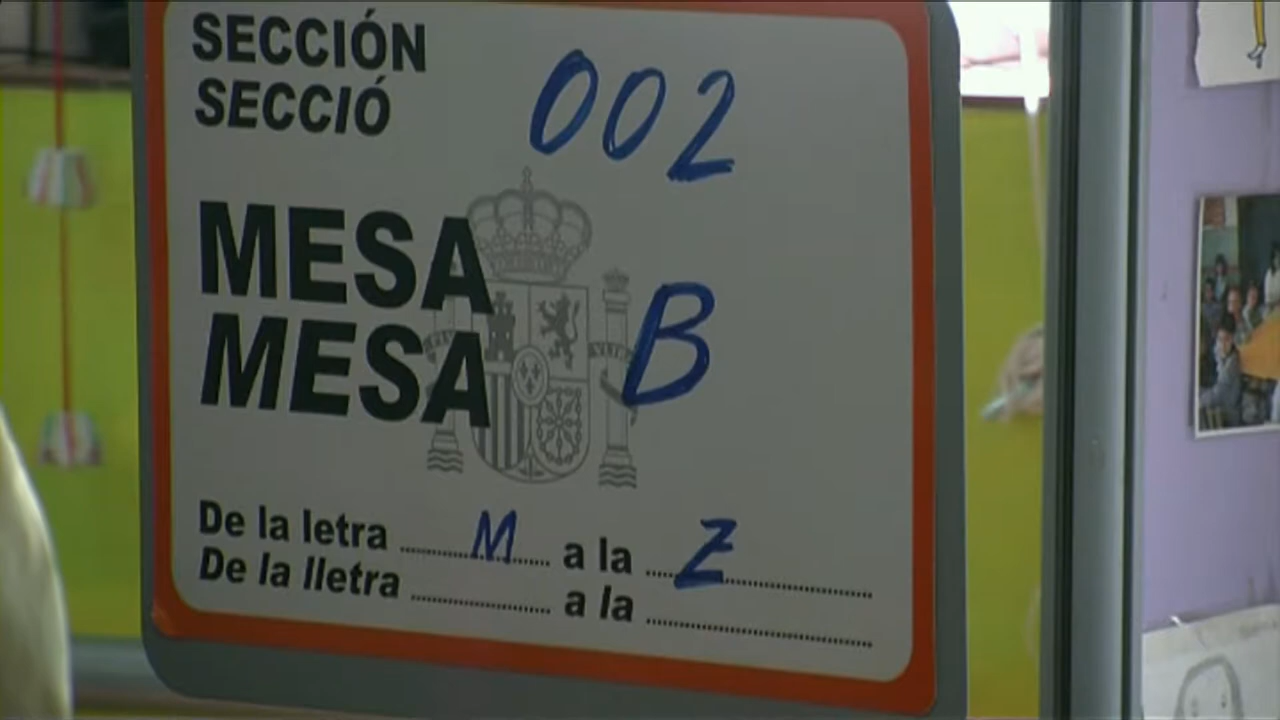 SECCIÓN 002
SECCIÓ
MESA
MESA B
De la letra M a la Z
De la lletra a la